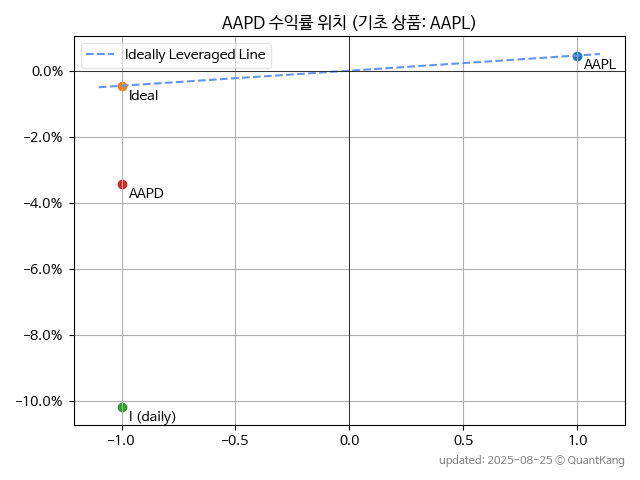 AAPD 수익률 위치 (기초 상품: AAPL)
Ideally Leveraged Line
0.0%
−2.0%
−4.0%
−6.0%
−8.0%
−10.0%
AAPL
Ideal
AAPD
I (daily)
−1.0
−0.5
0.0
0.5
1.0
updated: 2025-08-25 © QuantKang